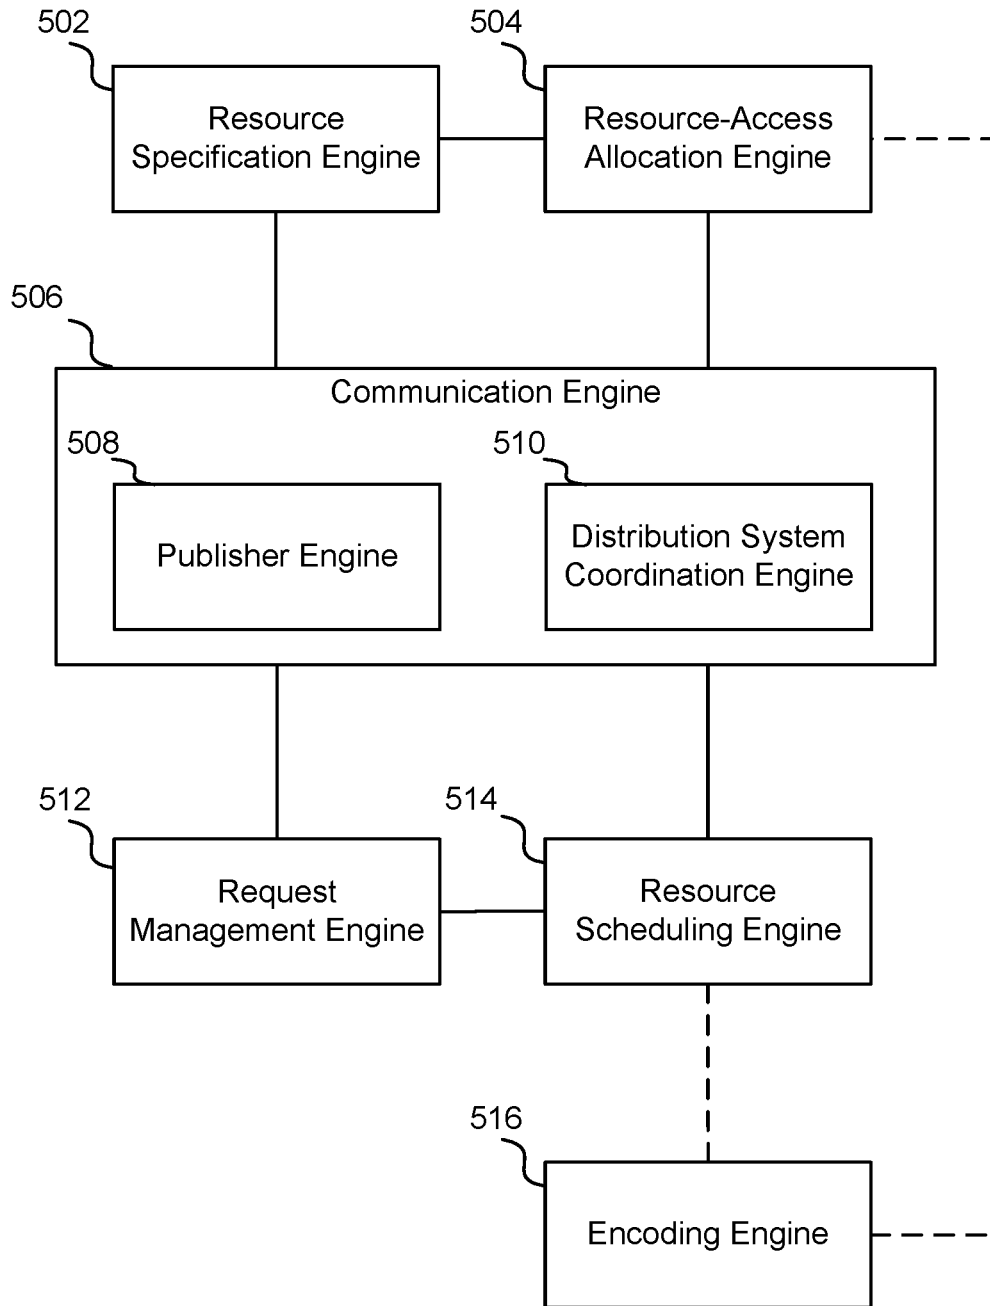 502
504
Resource
Specification Engine
Resource-Access
Allocation Engine
506
Communication Engine
508
510
Publisher Engine
Distribution System
Coordination Engine
512
514
Request
Management Engine
Resource
Scheduling Engine
516
Encoding Engine